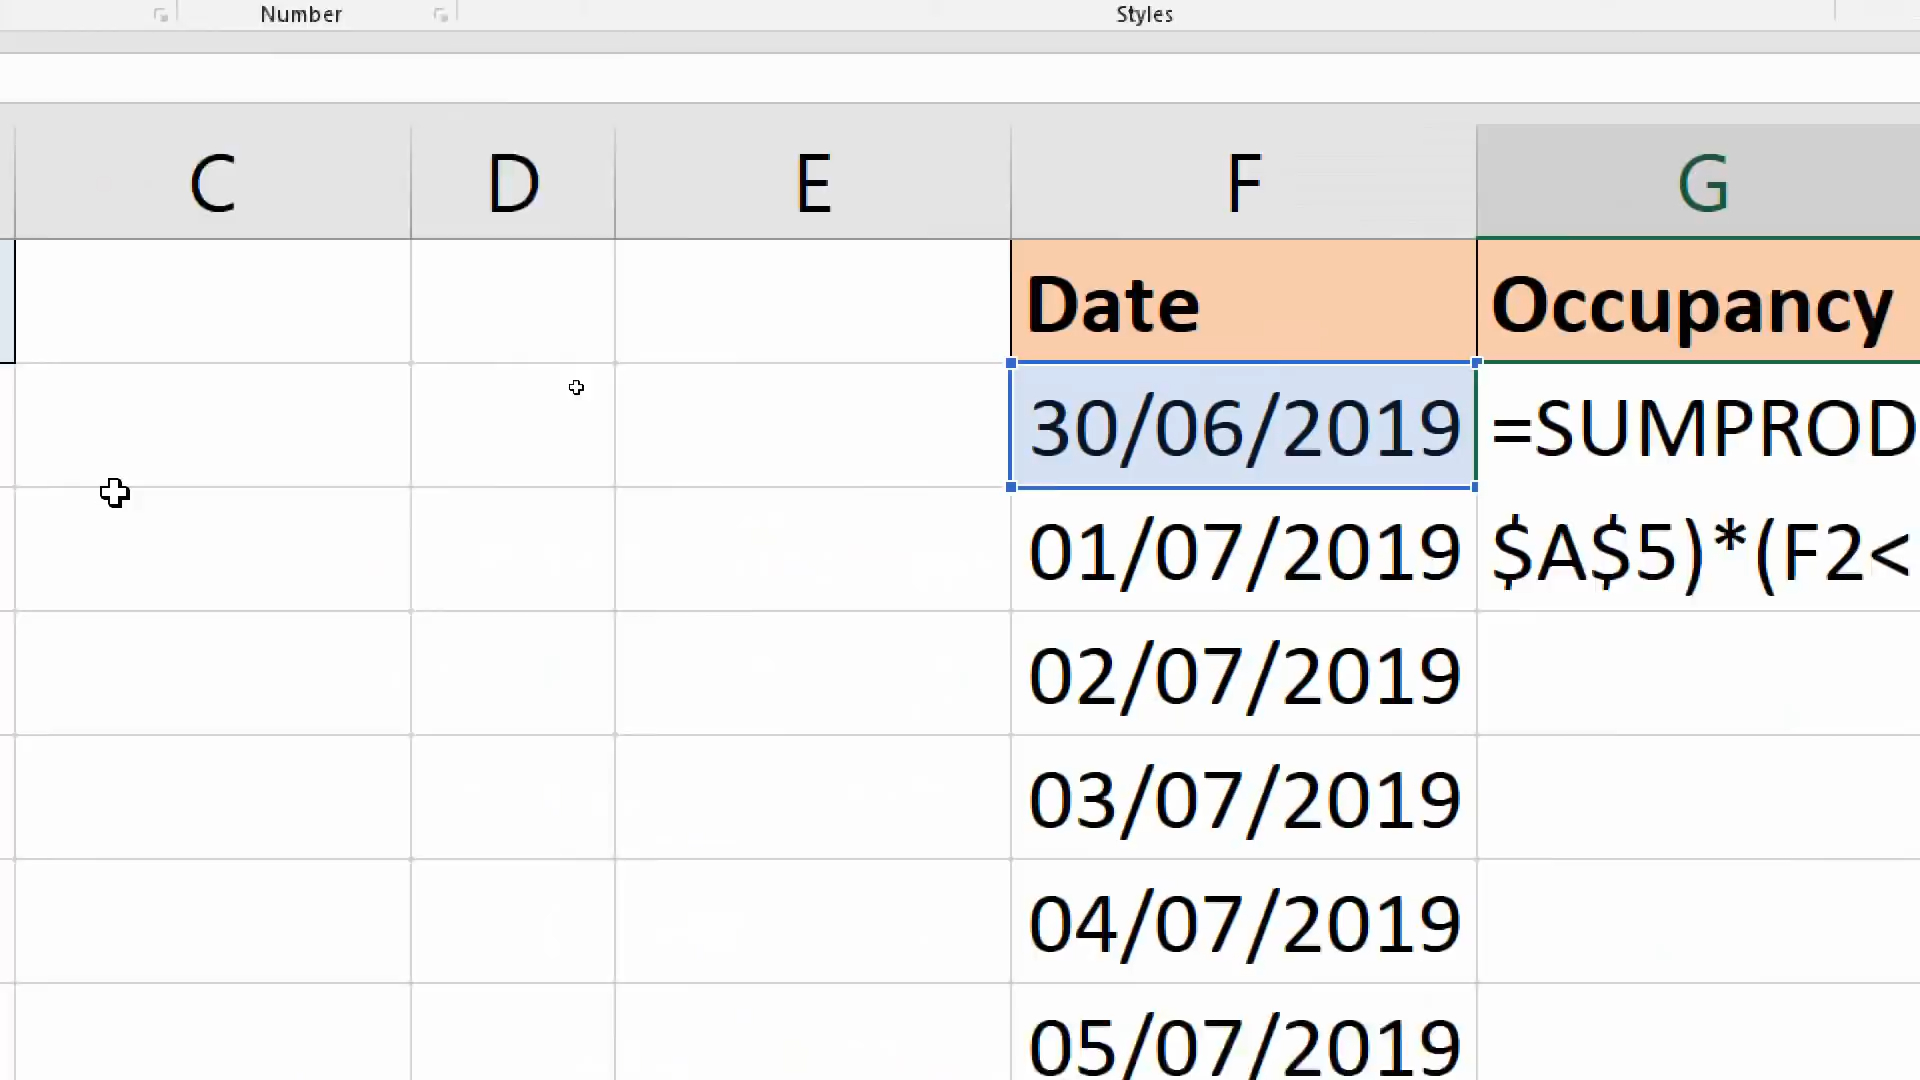 Number Styles
C D E F G
Date Occupancy
30/06/2019 =SUMPROD
01/07/2019 $A$5)*(F2<
02/07/2019
03/07/2019
04/07/2019
05/07/2019